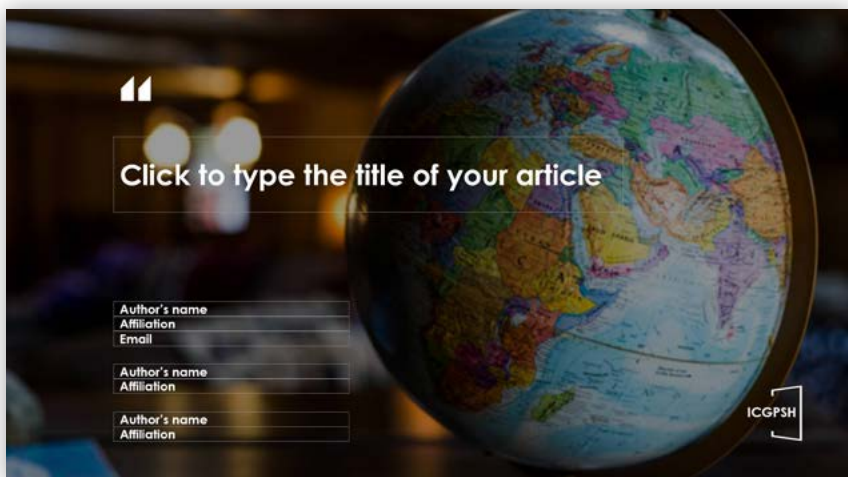 Click to type the title of your article
Author's name
Affiliation
Email
Author's name
Affiliation
Author's name
Affiliation
ICGPSH